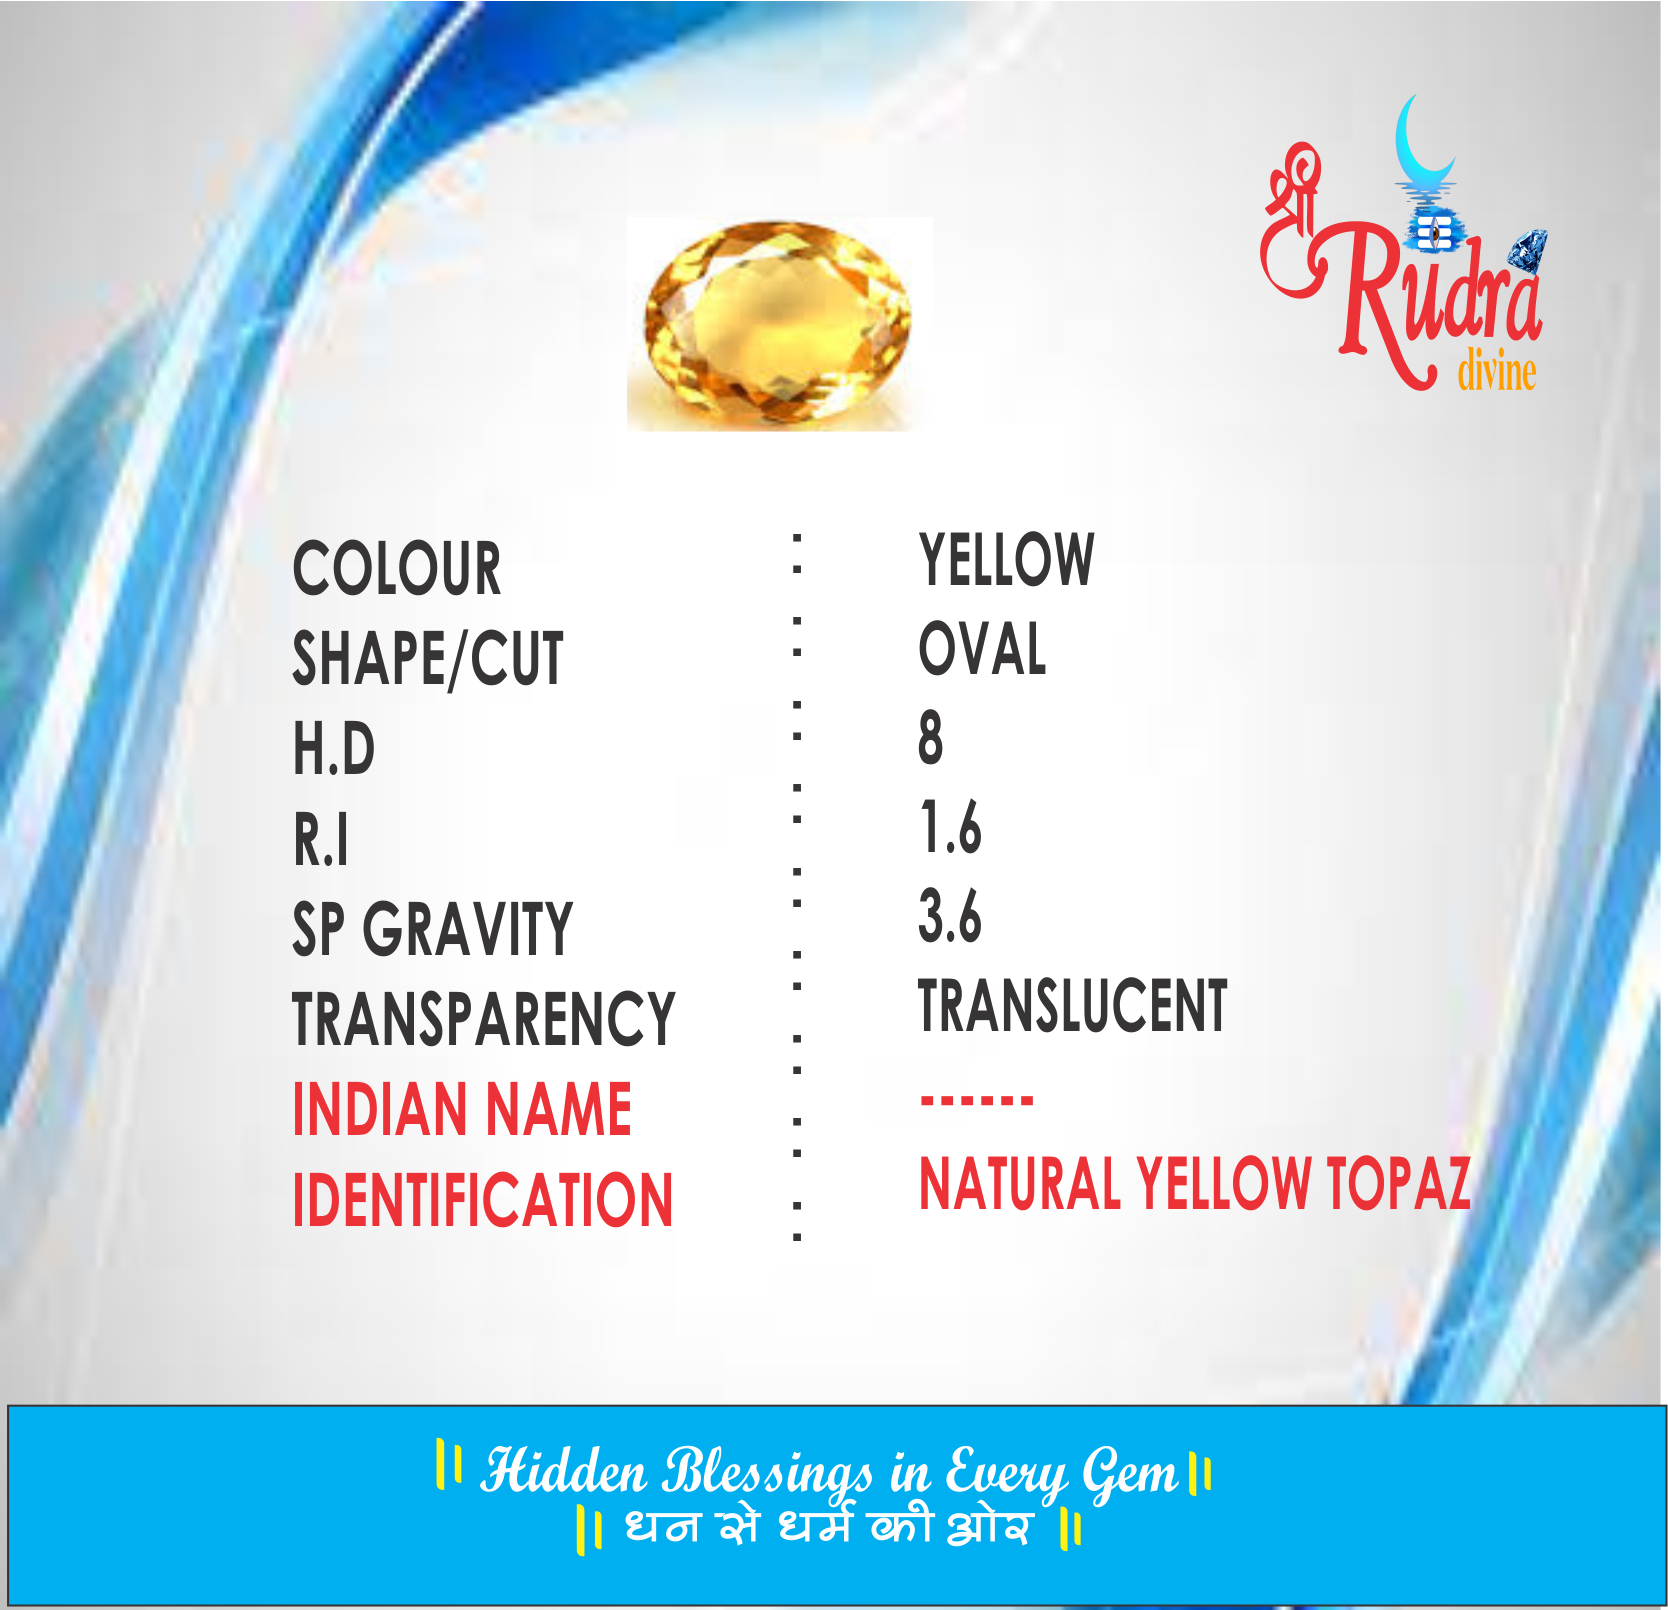 श्री
Rudra
divine
COLOUR : YELLOW
SHAPE/CUT : OVAL
H.D : 8
R.I : 1.6
SP GRAVITY : 3.6
TRANSPARENCY : TRANSLUCENT
INDIAN NAME : ------
IDENTIFICATION : NATURAL YELLOW TOPAZ
|| Hidden Blessings in Every Gem ||
|| धन से धर्म की ओर ||